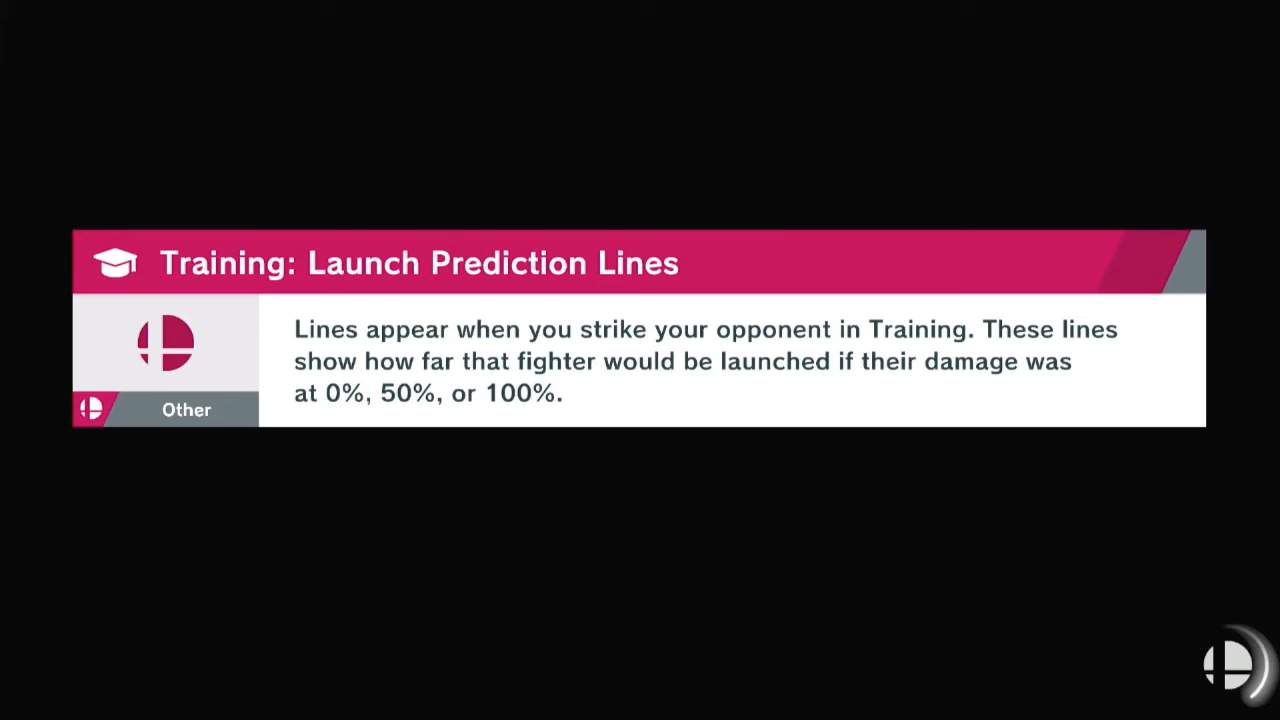 Training: Launch Prediction Lines
Lines appear when you strike your opponent in Training. These lines
show how far that fighter would be launched if their damage was
at 0%, 50%, or 100%.
Other